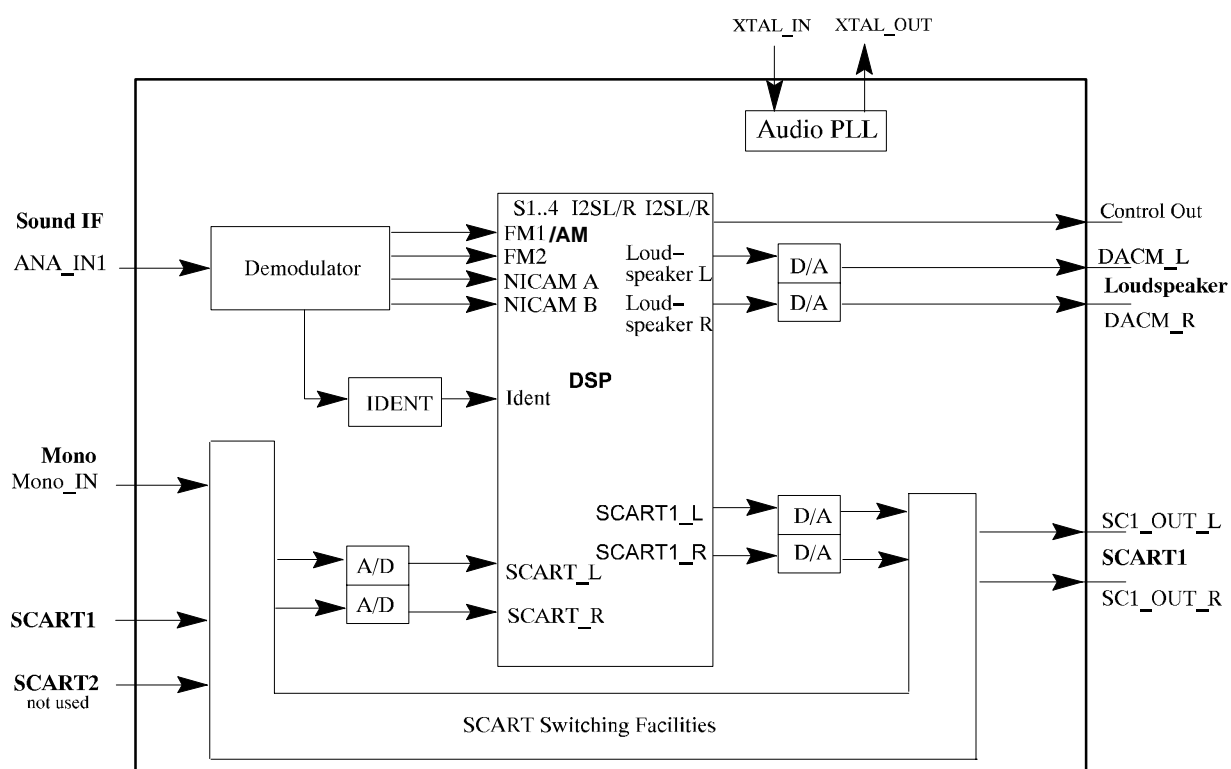 XTAL_IN XTAL_OUT
Audio PLL
Sound IF
ANA_IN1
Demodulator
S1..4 I2SL/R I2SL/R
FM1/AM
FM2
NICAM A
NICAM B
Loud-
speaker L
Loud-
speaker R
D/A
D/A
Control Out
DACM_L
Loudspeaker
DACM_R
IDENT
Ident
DSP
Mono
Mono_IN
SCART1
SCART2
not used
A/D
A/D
SCART_L
SCART_R
SCART1_L
SCART1_R
D/A
D/A
SC1_OUT_L
SCART1
SC1_OUT_R
SCART Switching Facilities